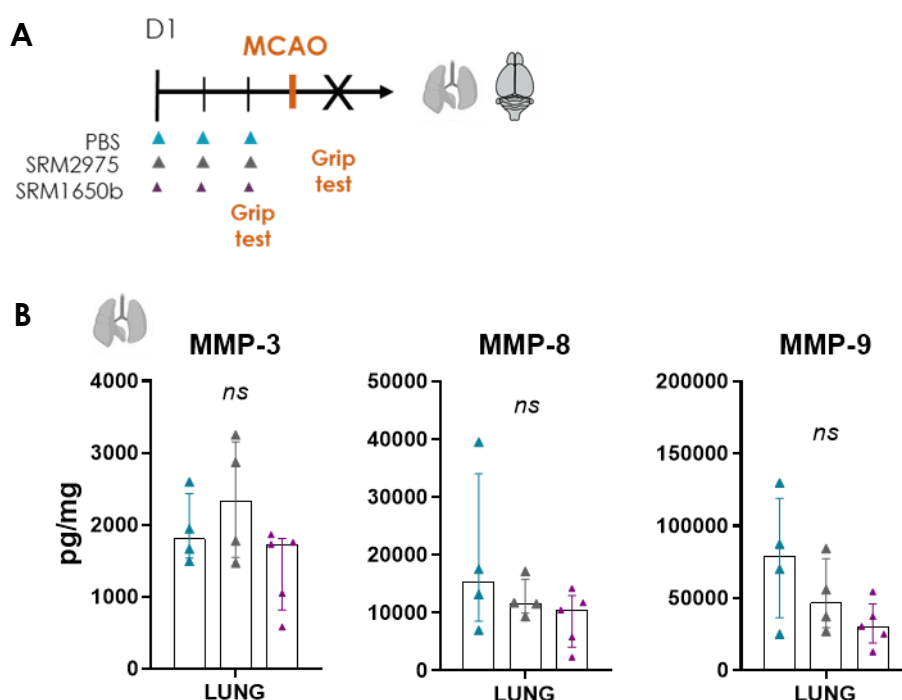 A
D1
MCAO
PBS
SRM2975
SRM1650b
Grip
test
Grip
test
B
MMP-3
MMP-8
MMP-9
pg/mg
4000
3000
2000
1000
0
ns
LUNG
50000
40000
30000
20000
10000
0
ns
LUNG
200000
150000
100000
50000
0
ns
LUNG